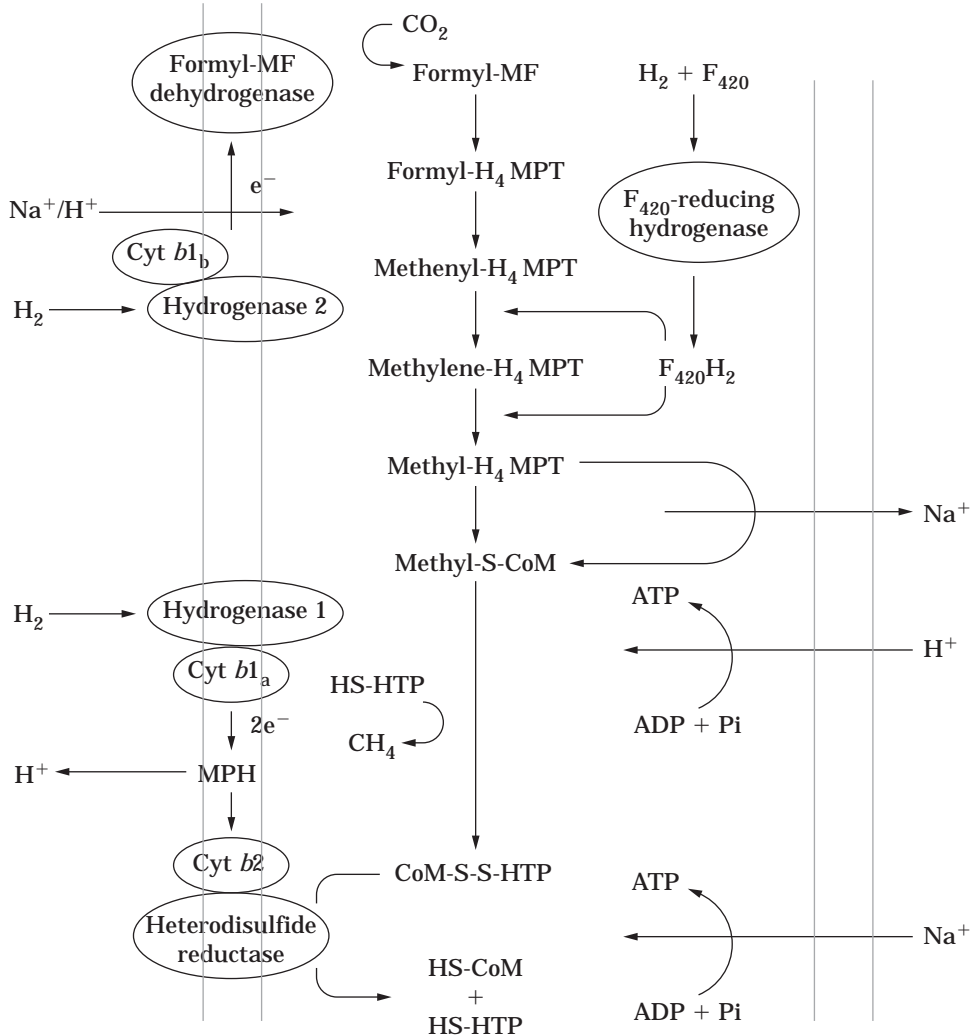 CO₂
Formyl-MF
dehydrogenase
Formyl-MF
H₂ + F₄₂₀
e⁻
Formyl-H₄ MPT
F₄₂₀-reducing
hydrogenase
Na⁺/H⁺
Cyt b1_b
Methenyl-H₄ MPT
H₂
Hydrogenase 2
Methylene-H₄ MPT
F₄₂₀H₂
Methyl-H₄ MPT
Na⁺
Methyl-S-CoM
H₂
Hydrogenase 1
ATP
H⁺
Cyt b1ₐ
HS-HTP
2e⁻
ADP + Pi
CH₄
H⁺
MPH
Cyt b2
CoM-S-S-HTP
ATP
Heterodisulfide
reductase
Na⁺
HS-CoM
+
HS-HTP
ADP + Pi